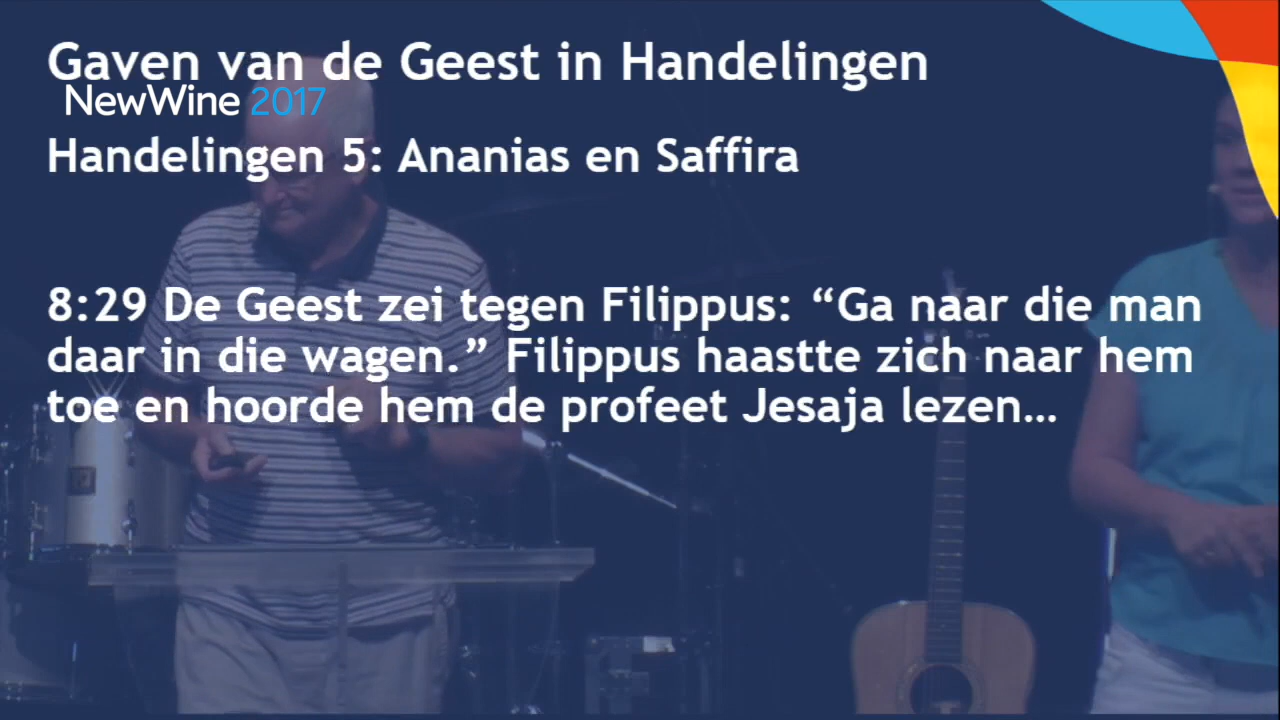 Gaven van de Geest in Handelingen
NewWine 2017
Handelingen 5: Ananias en Saffira
8:29 De Geest zei tegen Filippus: “Ga naar die man
daar in die wagen.” Filippus haastte zich naar hem
toe en hoorde hem de profeet Jesaja lezen…